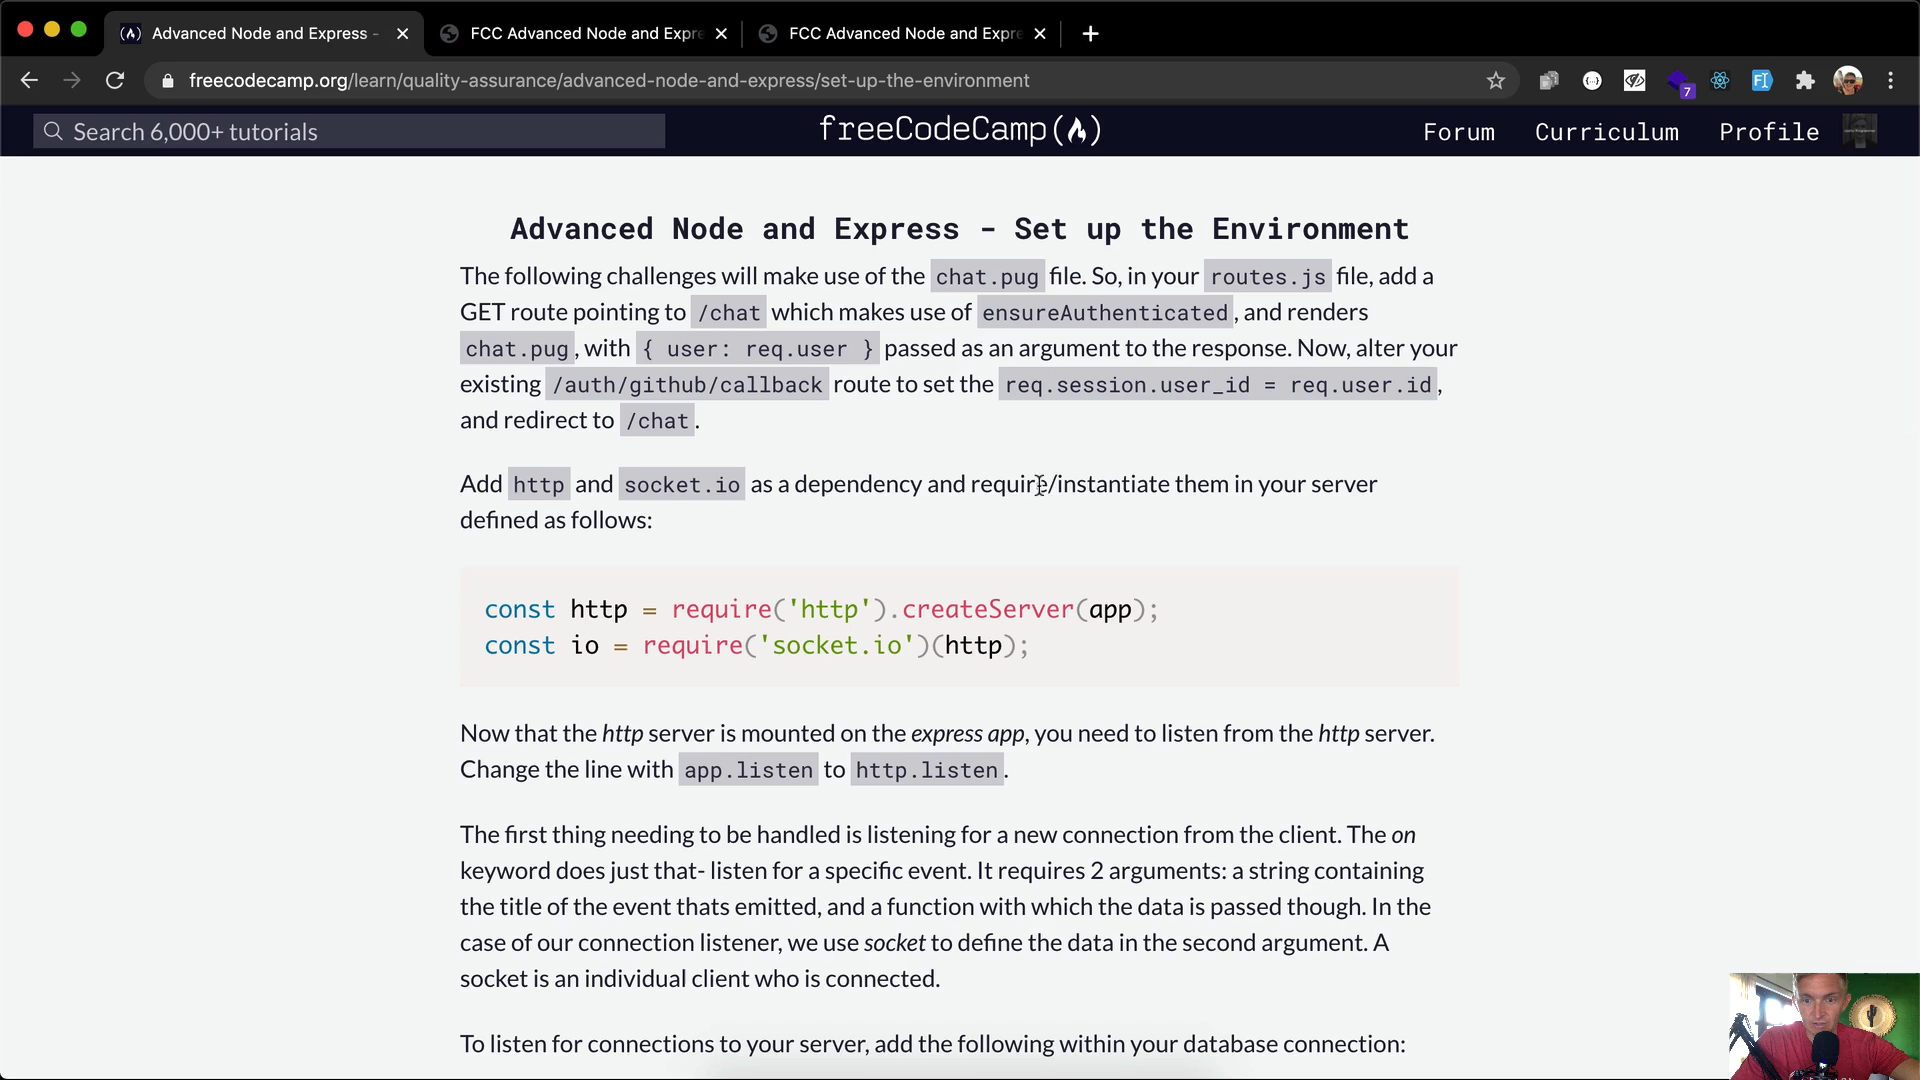 Advanced Node and Express -
FCC Advanced Node and Expre
FCC Advanced Node and Expre
freecodecamp.org/learn/quality-assurance/advanced-node-and-express/set-up-the-environment
7
Search 6,000+ tutorials
freeCodeCamp(🔥)
Forum
Curriculum
Profile
Advanced Node and Express - Set up the Environment
The following challenges will make use of the chat.pug file. So, in your routes.js file, add a
GET route pointing to /chat which makes use of ensureAuthenticated, and renders
chat.pug, with { user: req.user } passed as an argument to the response. Now, alter your
existing /auth/github/callback route to set the req.session.user_id = req.user.id,
and redirect to /chat.
Add http and socket.io as a dependency and require/instantiate them in your server
defined as follows:
const http = require('http').createServer(app);
const io = require('socket.io')(http);
Now that the http server is mounted on the express app, you need to listen from the http server.
Change the line with app.listen to http.listen.
The first thing needing to be handled is listening for a new connection from the client. The on
keyword does just that- listen for a specific event. It requires 2 arguments: a string containing
the title of the event thats emitted, and a function with which the data is passed though. In the
case of our connection listener, we use socket to define the data in the second argument. A
socket is an individual client who is connected.
To listen for connections to your server, add the following within your database connection: